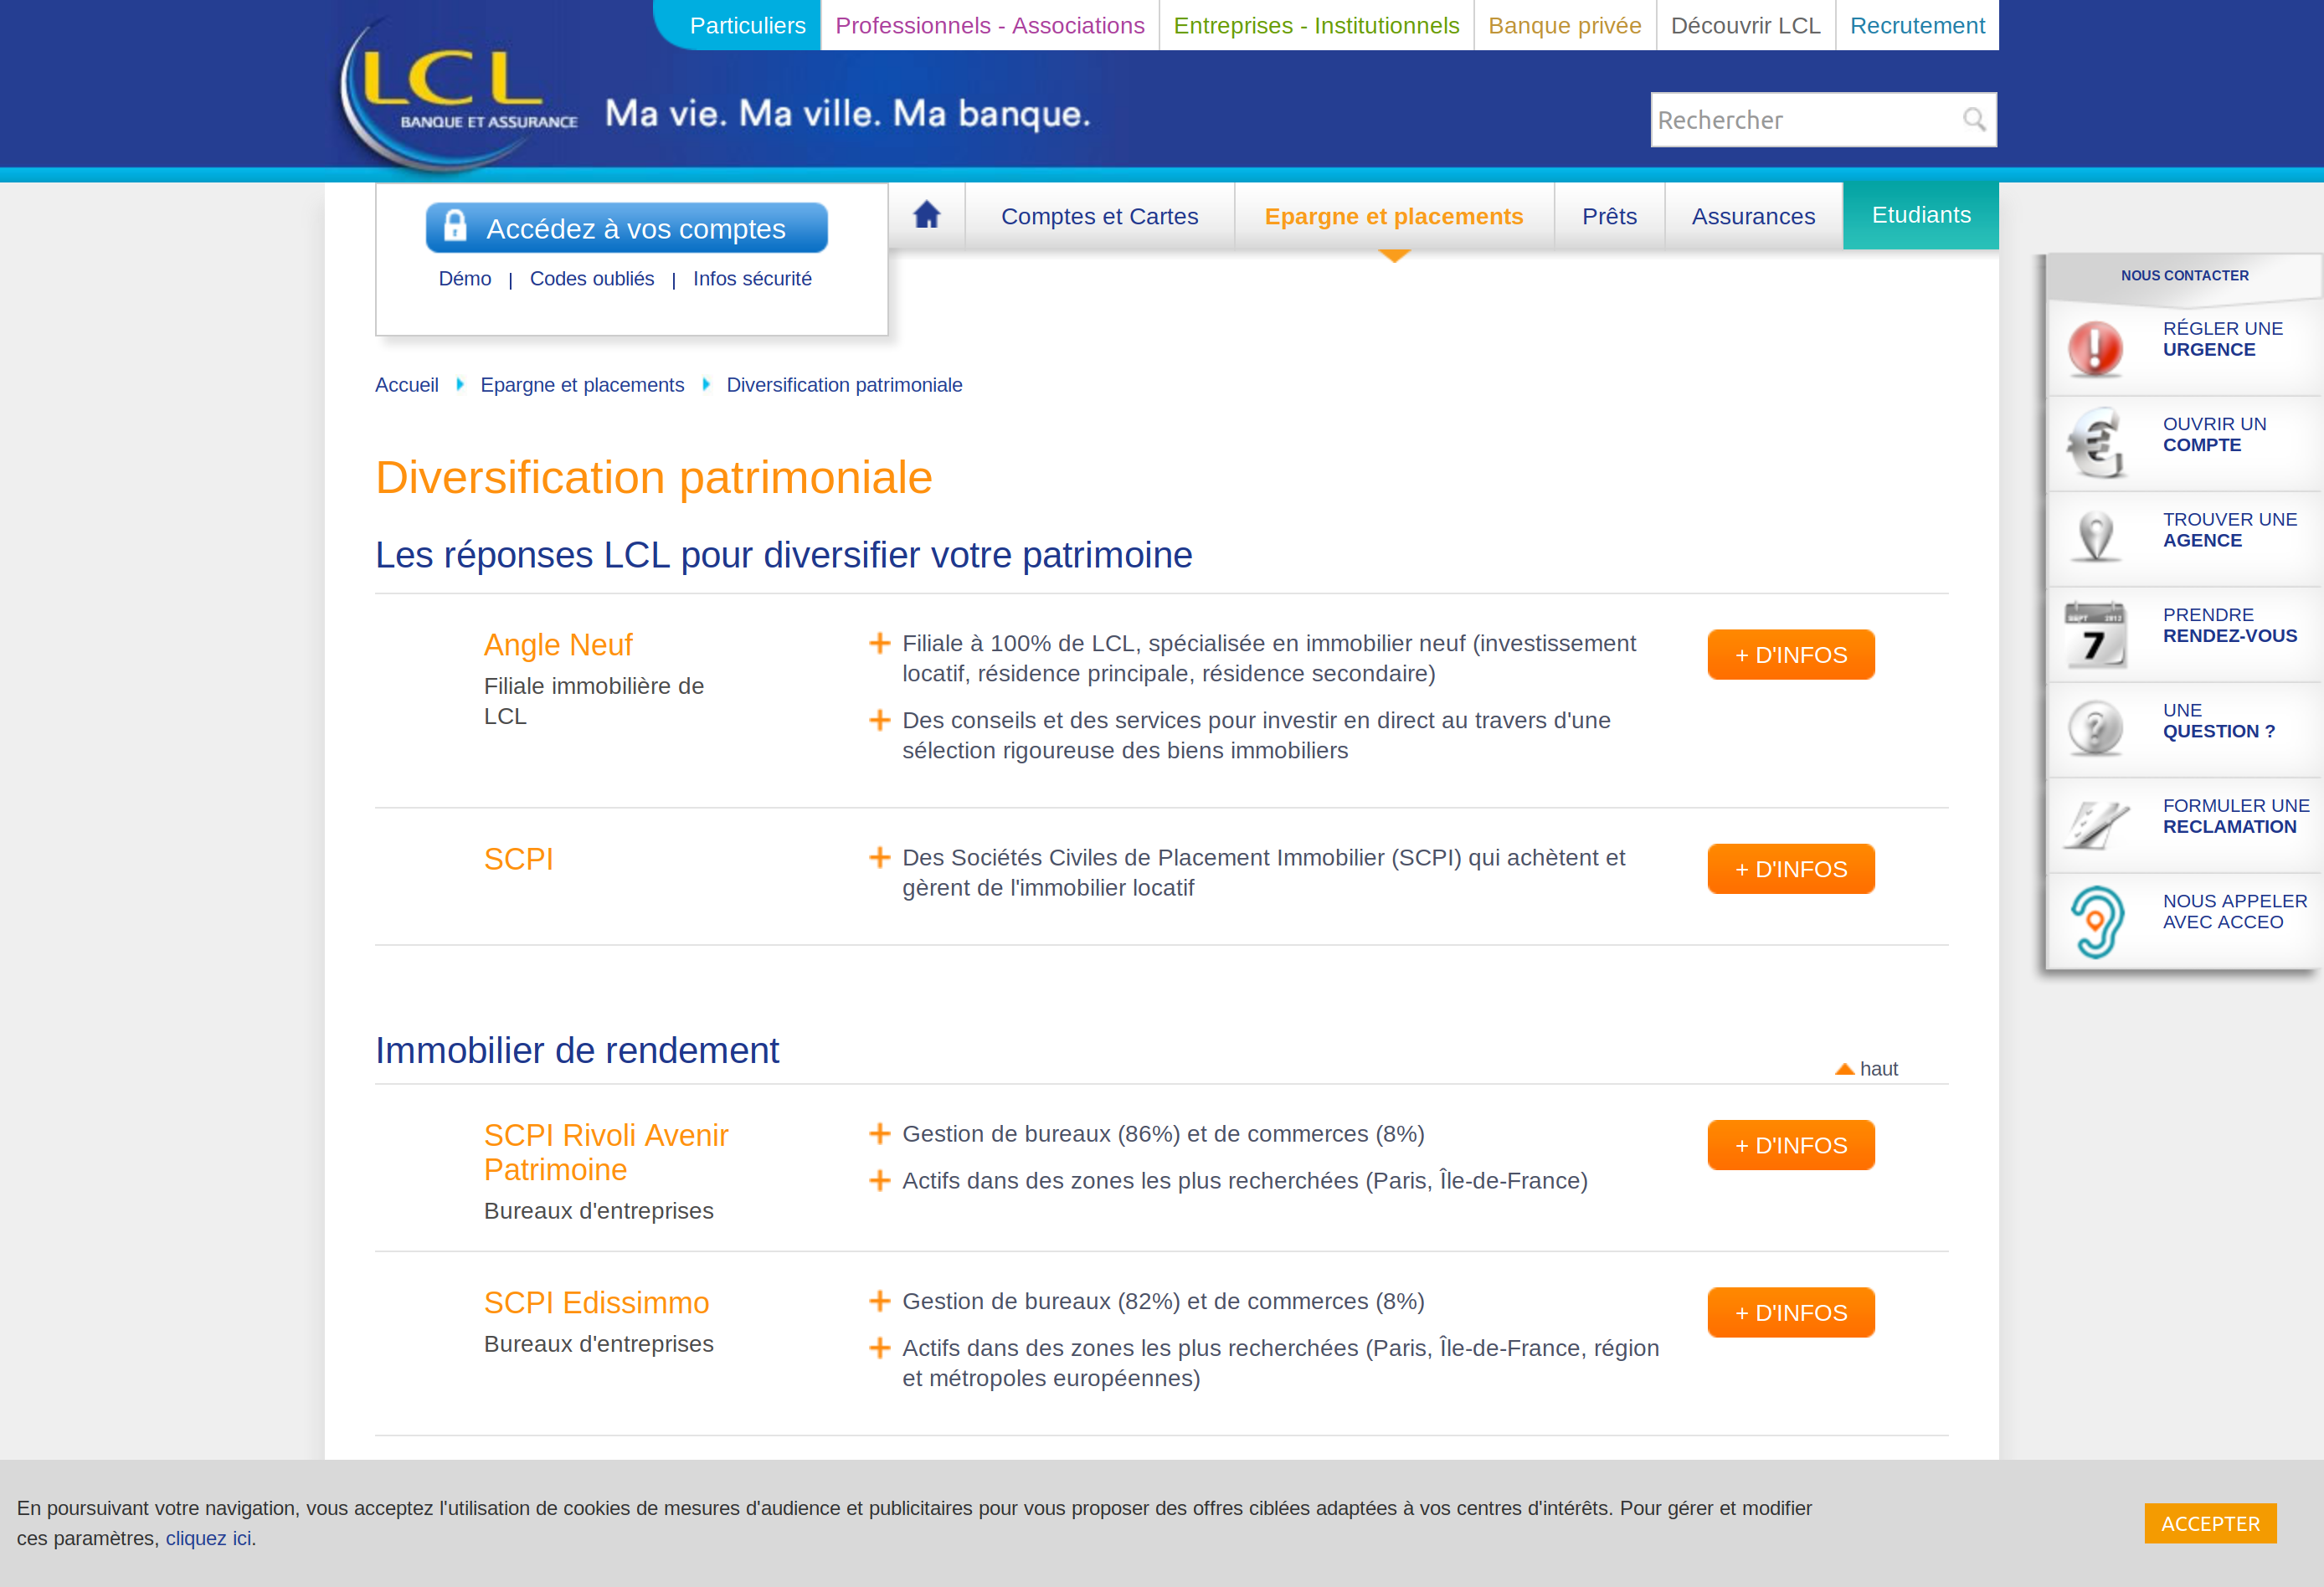 Particuliers
Professionnels - Associations
Entreprises - Institutionnels
Banque privée
Découvrir LCL
Recrutement
LCL
BANQUE ET ASSURANCE
Ma vie. Ma ville. Ma banque.
Rechercher
Accédez à vos comptes
Démo | Codes oubliés | Infos sécurité
Comptes et Cartes
Epargne et placements
Prêts
Assurances
Etudiants
Accueil
Epargne et placements
Diversification patrimoniale
Diversification patrimoniale
Les réponses LCL pour diversifier votre patrimoine
Angle Neuf
Filiale immobilière de
LCL
Filiale à 100% de LCL, spécialisée en immobilier neuf (investissement
locatif, résidence principale, résidence secondaire)
Des conseils et des services pour investir en direct au travers d'une
sélection rigoureuse des biens immobiliers
+ D'INFOS
SCPI
Des Sociétés Civiles de Placement Immobilier (SCPI) qui achètent et
gèrent de l'immobilier locatif
+ D'INFOS
Immobilier de rendement
haut
SCPI Rivoli Avenir
Patrimoine
Bureaux d'entreprises
Gestion de bureaux (86%) et de commerces (8%)
Actifs dans des zones les plus recherchées (Paris, Île-de-France)
+ D'INFOS
SCPI Edissimmo
Bureaux d'entreprises
Gestion de bureaux (82%) et de commerces (8%)
Actifs dans des zones les plus recherchées (Paris, Île-de-France, région
et métropoles européennes)
+ D'INFOS
NOUS CONTACTER
RÉGLER UNE
URGENCE
OUVRIR UN
COMPTE
TROUVER UNE
AGENCE
SEPT 2012
7
PRENDRE
RENDEZ-VOUS
UNE
QUESTION ?
FORMULER UNE
RECLAMATION
NOUS APPELER
AVEC ACCEO
En poursuivant votre navigation, vous acceptez l'utilisation de cookies de mesures d'audience et publicitaires pour vous proposer des offres ciblées adaptées à vos centres d'intérêts. Pour gérer et modifier
ces paramètres, cliquez ici.
ACCEPTER